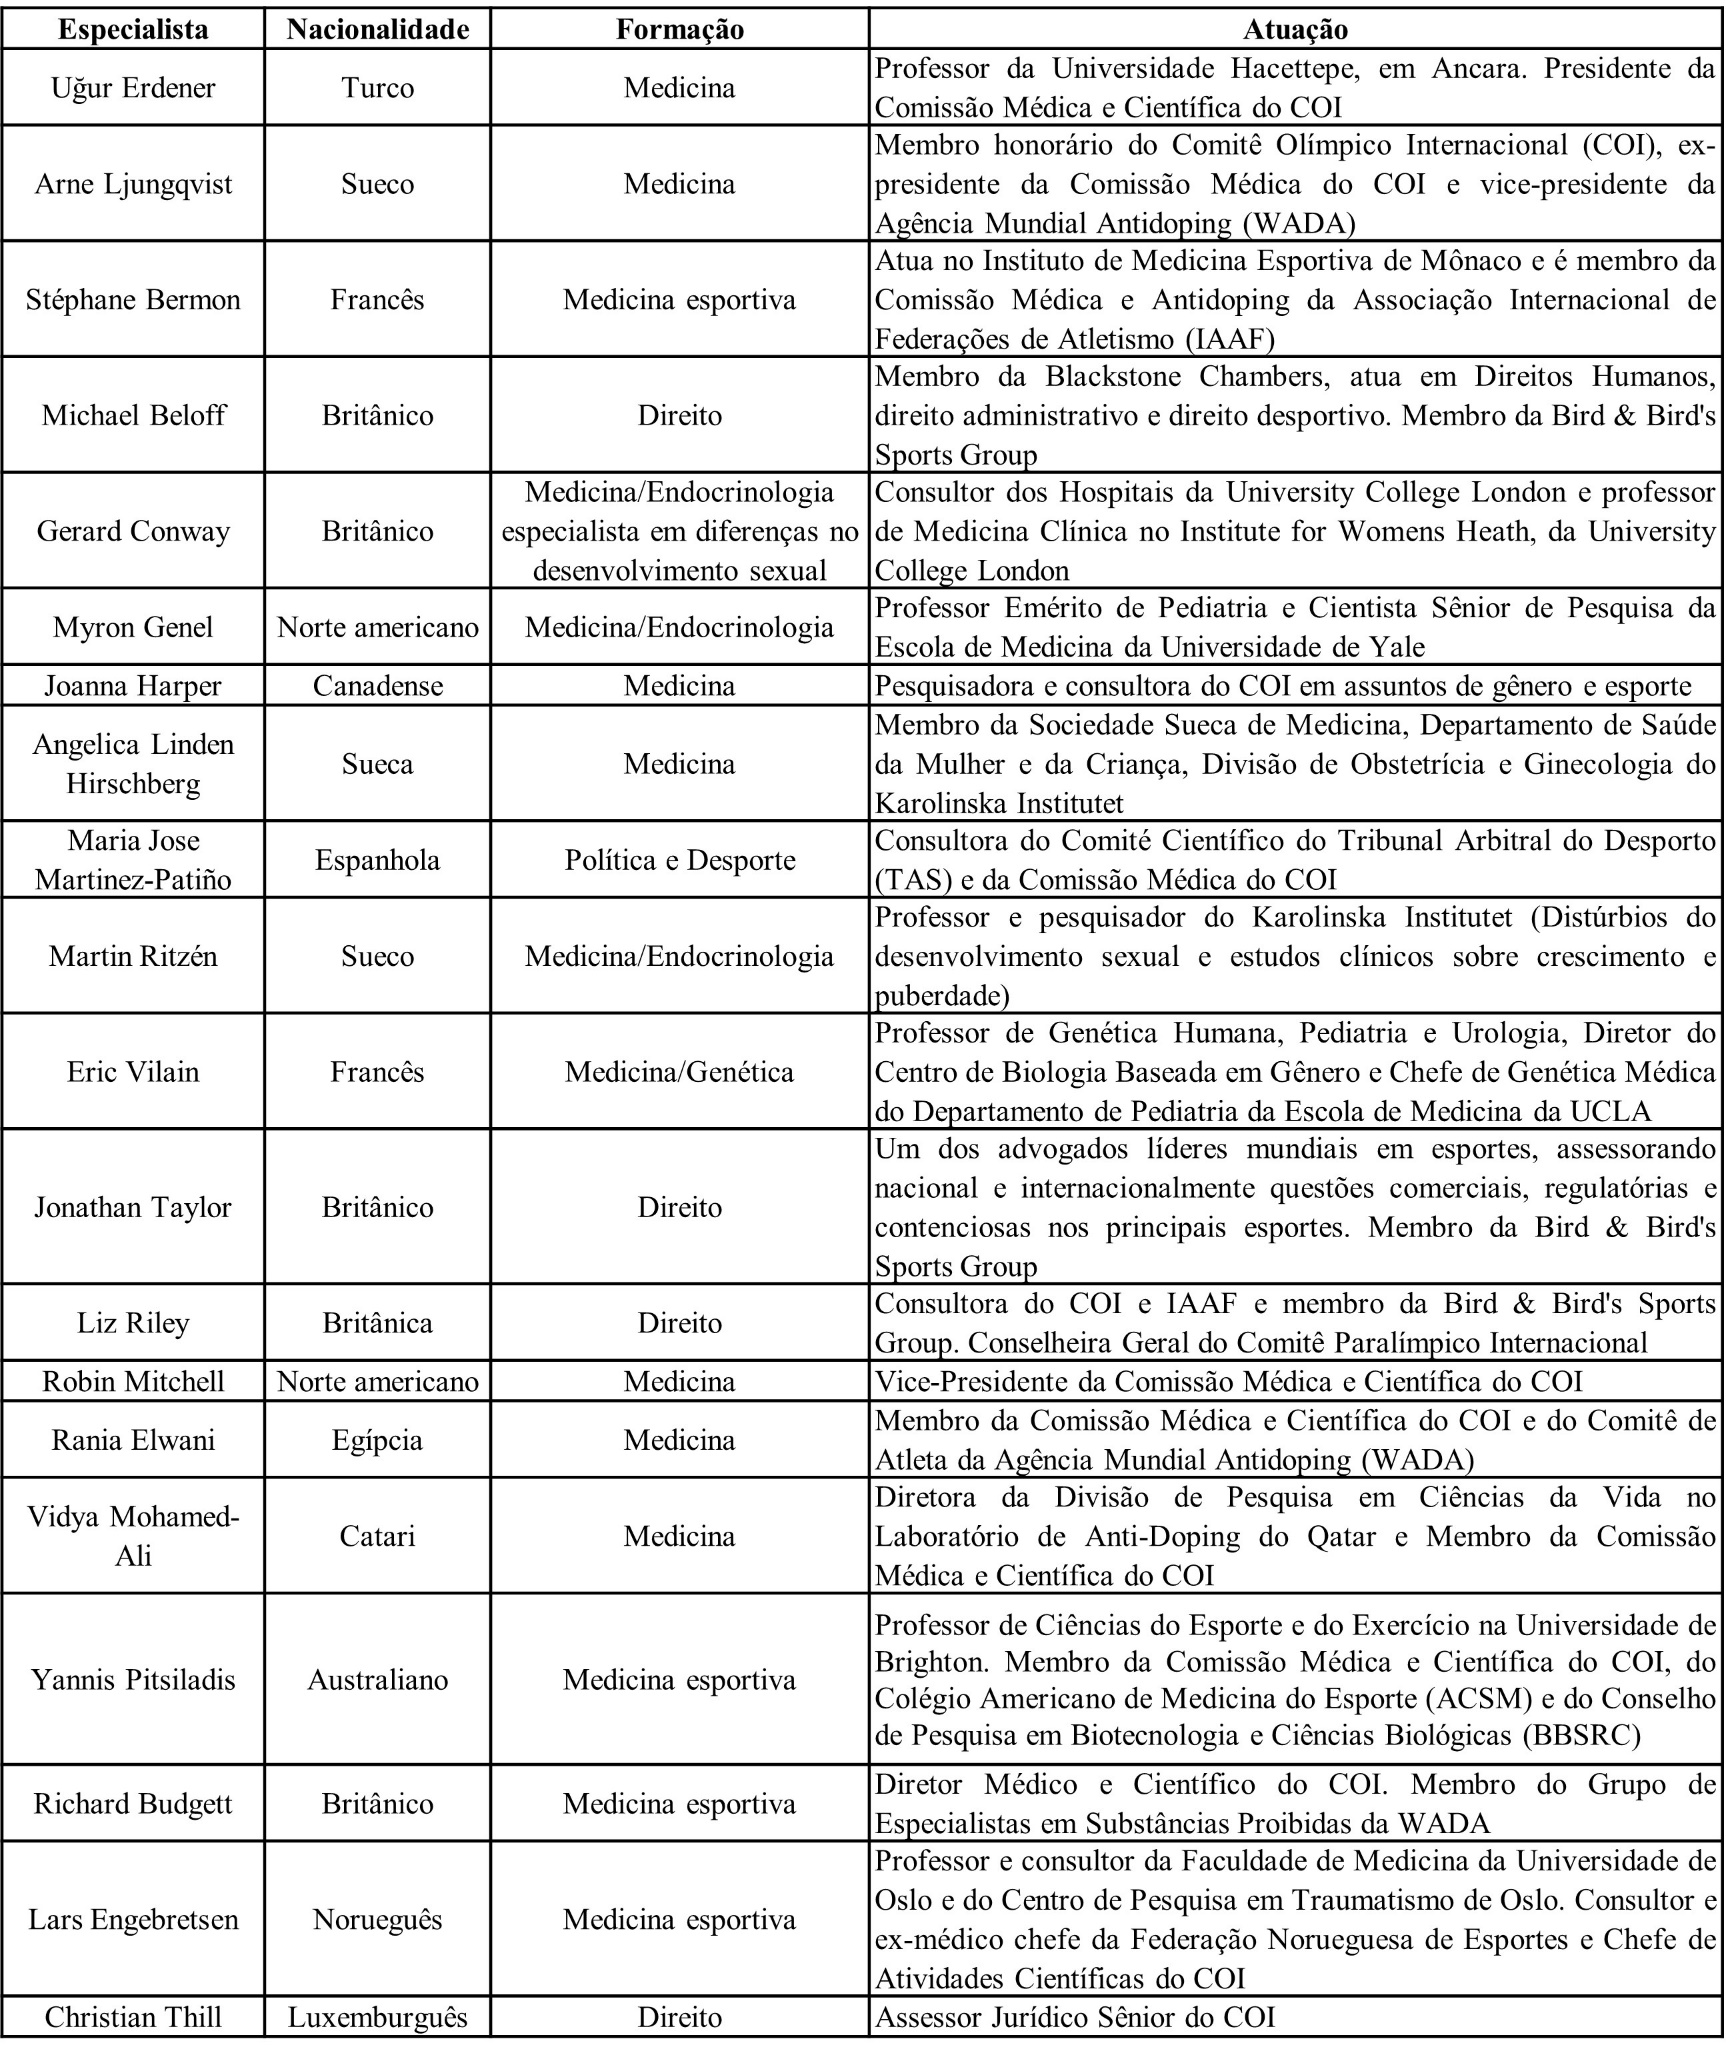 Especialista Nacionalidade Formação Atuação
Uğur Erdener Turco Medicina
Professor da Universidade Hacettepe, em Ancara. Presidente da
Comissão Médica e Científica do COI
Arne Ljungqvist Sueco Medicina
Membro honorário do Comitê Olímpico Internacional (COI), ex-
presidente da Comissão Médica do COI e vice-presidente da
Agência Mundial Antidoping (WADA)
Stéphane Bermon Francês Medicina esportiva
Atua no Instituto de Medicina Esportiva de Mônaco e é membro da
Comissão Médica e Antidoping da Associação Internacional de
Federações de Atletismo (IAAF)
Michael Beloff Britânico Direito
Membro da Blackstone Chambers, atua em Direitos Humanos,
direito administrativo e direito desportivo. Membro da Bird & Bird's
Sports Group
Gerard Conway Britânico
Medicina/Endocrinologia
especialista em diferenças no
desenvolvimento sexual
Consultor dos Hospitais da University College London e professor
de Medicina Clínica no Institute for Womens Heath, da University
College London
Myron Genel Norte americano Medicina/Endocrinologia
Professor Emérito de Pediatria e Cientista Sênior de Pesquisa da
Escola de Medicina da Universidade de Yale
Joanna Harper Canadense Medicina Pesquisadora e consultora do COI em assuntos de gênero e esporte
Angelica Linden
Hirschberg
Sueca Medicina
Membro da Sociedade Sueca de Medicina, Departamento de Saúde
da Mulher e da Criança, Divisão de Obstetrícia e Ginecologia do
Karolinska Institutet
Maria Jose
Martinez-Patiño
Espanhola Política e Desporte
Consultora do Comité Científico do Tribunal Arbitral do Desporto
(TAS) e da Comissão Médica do COI
Martin Ritzén Sueco Medicina/Endocrinologia
Professor e pesquisador do Karolinska Institutet (Distúrbios do
desenvolvimento sexual e estudos clínicos sobre crescimento e
puberdade)
Eric Vilain Francês Medicina/Genética
Professor de Genética Humana, Pediatria e Urologia, Diretor do
Centro de Biologia Baseada em Gênero e Chefe de Genética Médica
do Departamento de Pediatria da Escola de Medicina da UCLA
Jonathan Taylor Britânico Direito
Um dos advogados líderes mundiais em esportes, assessorando
nacional e internacionalmente questões comerciais, regulatórias e
contenciosas nos principais esportes. Membro da Bird & Bird's
Sports Group
Liz Riley Britânica Direito
Consultora do COI e IAAF e membro da Bird & Bird's Sports
Group. Conselheira Geral do Comitê Paralímpico Internacional
Robin Mitchell Norte americano Medicina Vice-Presidente da Comissão Médica e Científica do COI
Rania Elwani Egípcia Medicina
Membro da Comissão Médica e Científica do COI e do Comitê de
Atleta da Agência Mundial Antidoping (WADA)
Vidya Mohamed-
Ali
Catari Medicina
Diretora da Divisão de Pesquisa em Ciências da Vida no
Laboratório de Anti-Doping do Qatar e Membro da Comissão
Médica e Científica do COI
Yannis Pitsiladis Australiano Medicina esportiva
Professor de Ciências do Esporte e do Exercício na Universidade de
Brighton. Membro da Comissão Médica e Científica do COI, do
Colégio Americano de Medicina do Esporte (ACSM) e do Conselho
de Pesquisa em Biotecnologia e Ciências Biológicas (BBSRC)
Richard Budgett Britânico Medicina esportiva
Diretor Médico e Científico do COI. Membro do Grupo de
Especialistas em Substâncias Proibidas da WADA
Lars Engebretsen Norueguês Medicina esportiva
Professor e consultor da Faculdade de Medicina da Universidade de
Oslo e do Centro de Pesquisa em Traumatismo de Oslo. Consultor e
ex-médico chefe da Federação Norueguesa de Esportes e Chefe de
Atividades Científicas do COI
Christian Thill Luxemburguês Direito Assessor Jurídico Sênior do COI